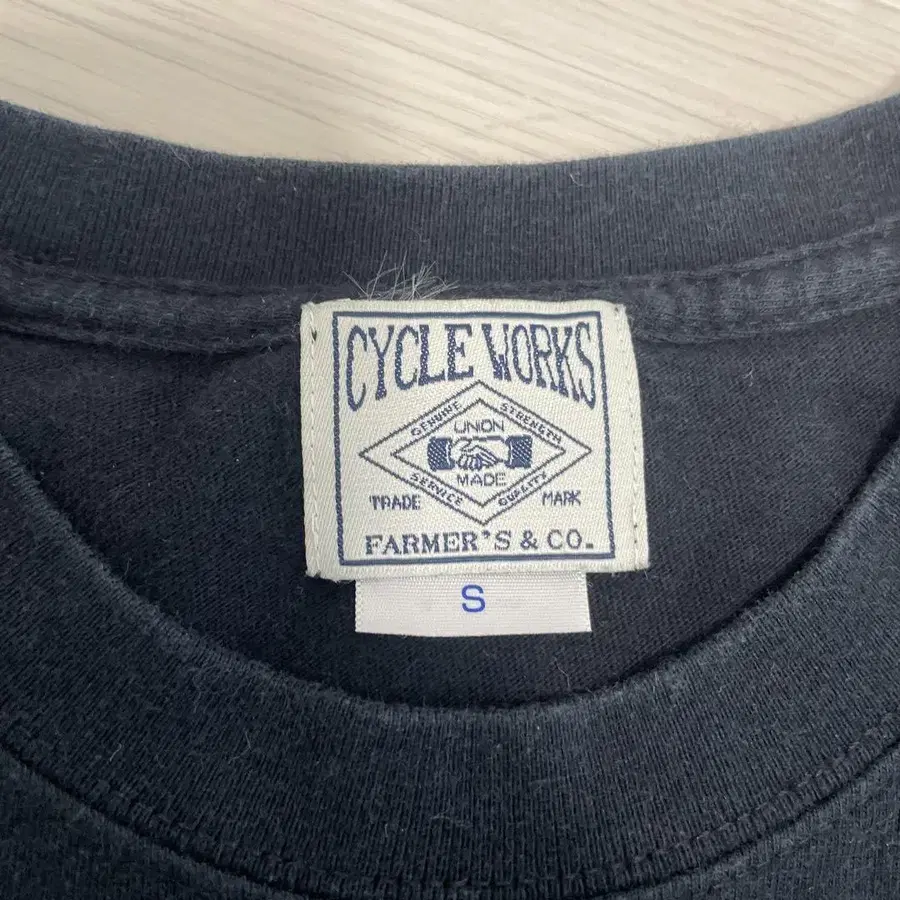 CYCLE WORKS
GENUINE STRENGTH
UNION
MADE
SERVICE QUALITY
TRADE MARK
FARMER'S & CO.
S